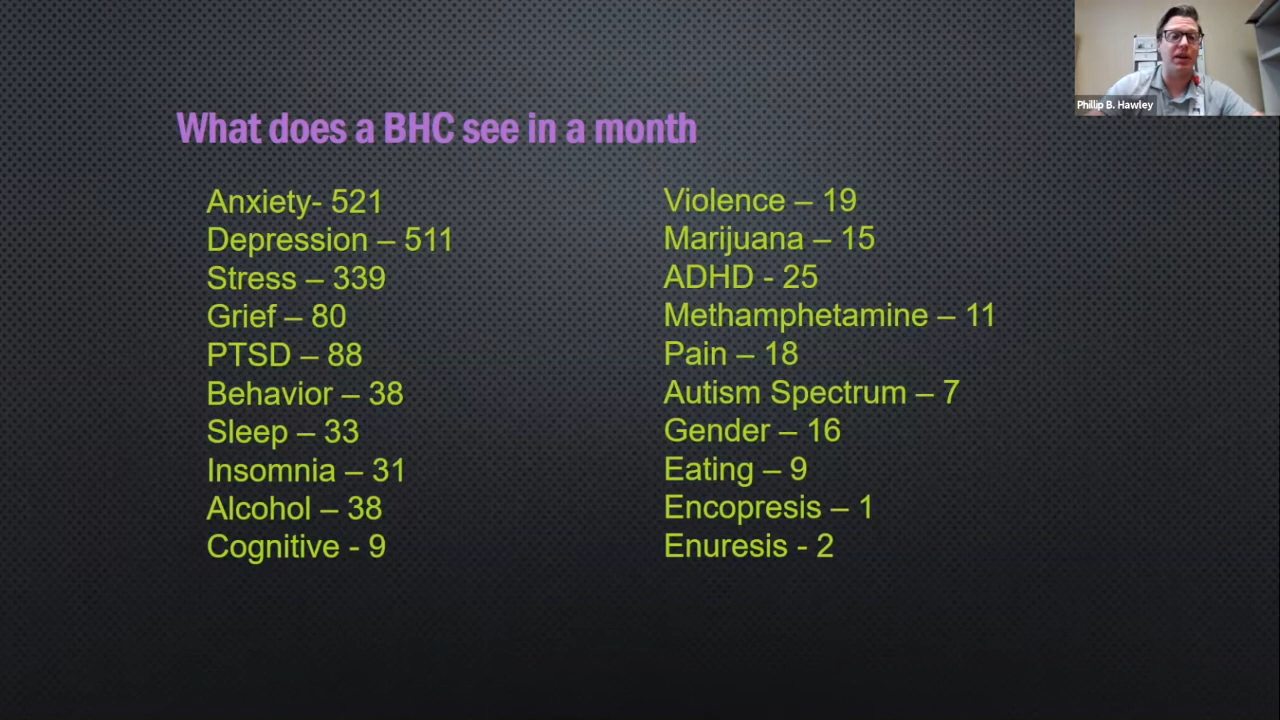 What does a BHC see in a month
Anxiety- 521
Depression – 511
Stress – 339
Grief – 80
PTSD – 88
Behavior – 38
Sleep – 33
Insomnia – 31
Alcohol – 38
Cognitive - 9
Violence – 19
Marijuana – 15
ADHD - 25
Methamphetamine – 11
Pain – 18
Autism Spectrum – 7
Gender – 16
Eating – 9
Encopresis – 1
Enuresis - 2
Phillip B. Hawley